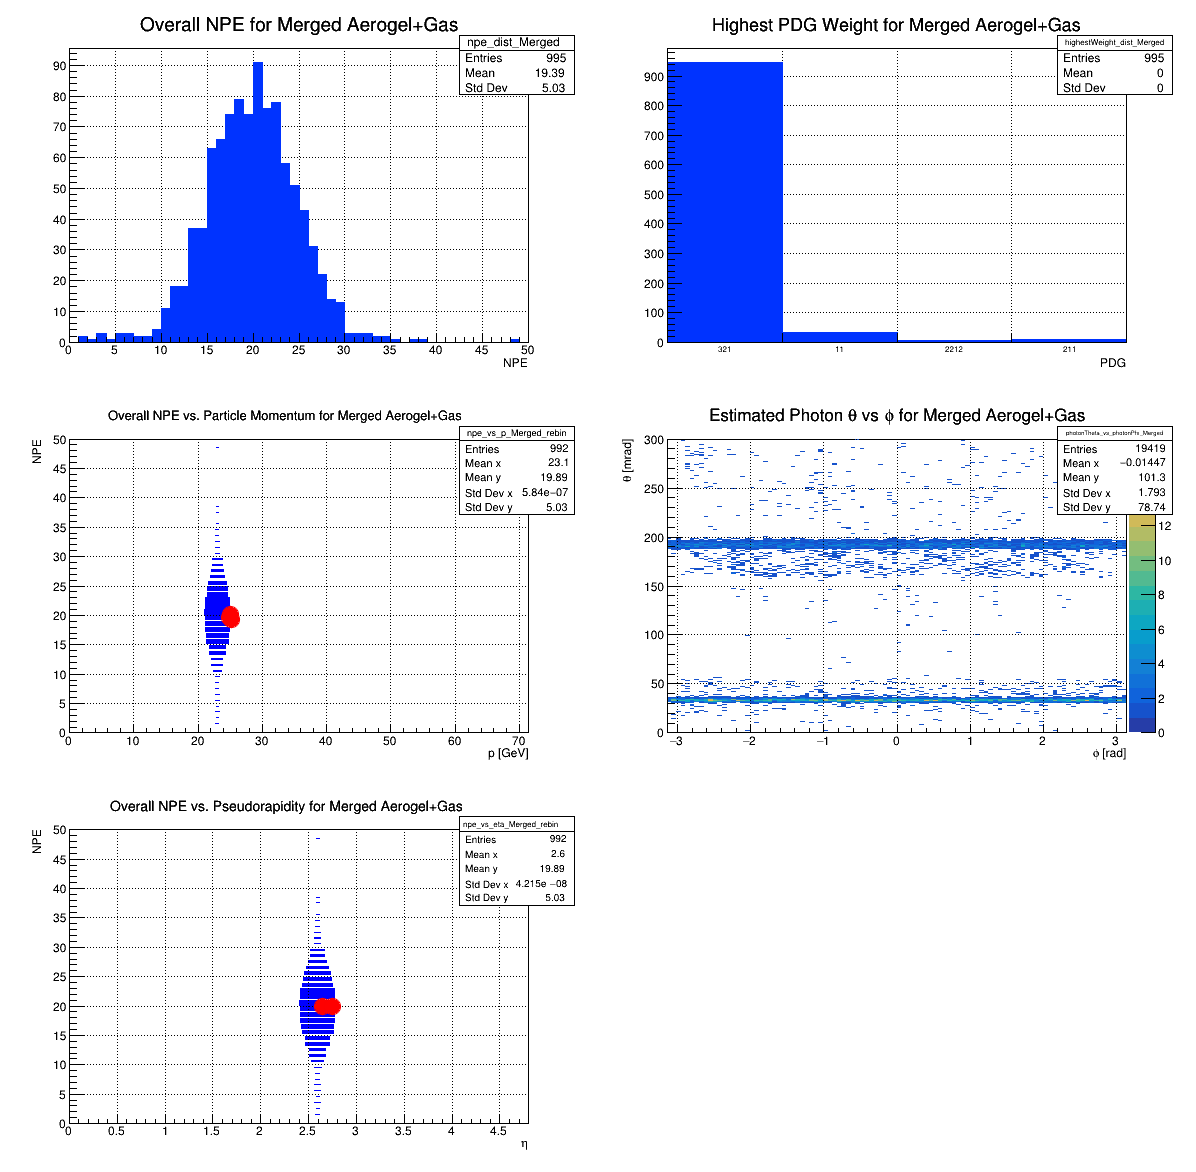 Overall NPE for Merged Aerogel+Gas
npe_dist_Merged
Entries 995
Mean 19.39
Std Dev 5.03
90
80
70
60
50
40
30
20
10
0
0 5 10 15 20 25 30 35 40 45 50
NPE
Highest PDG Weight for Merged Aerogel+Gas
highestWeight_dist_Merged
Entries 995
Mean 0
Std Dev 0
900
800
700
600
500
400
300
200
100
0
321 11 2212 211
PDG
Overall NPE vs. Particle Momentum for Merged Aerogel+Gas
npe_vs_p_Merged_rebin
Entries 992
Mean x 23.1
Mean y 19.89
Std Dev x 5.84e−07
Std Dev y 5.03
NPE
50
45
40
35
30
25
20
15
10
5
0
0 10 20 30 40 50 60 70
p [GeV]
Estimated Photon θ vs ϕ for Merged Aerogel+Gas
photonTheta_vs_photonPhi_Merged
Entries 19419
Mean x −0.01447
Mean y 101.3
Std Dev x 1.793
Std Dev y 78.74
θ [mrad]
300
250
200
150
100
50
0
−3 −2 −1 0 1 2 3
ϕ [rad]
12
10
8
6
4
2
0
Overall NPE vs. Pseudorapidity for Merged Aerogel+Gas
npe_vs_eta_Merged_rebin
Entries 992
Mean x 2.6
Mean y 19.89
Std Dev x 4.215e −08
Std Dev y 5.03
NPE
50
45
40
35
30
25
20
15
10
5
0
0 0.5 1 1.5 2 2.5 3 3.5 4 4.5
η